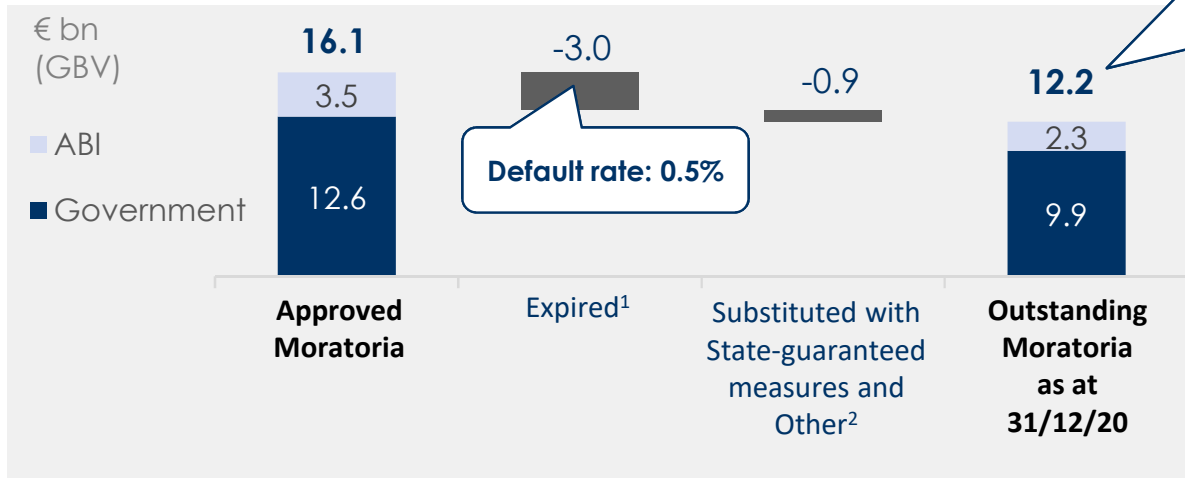 € bn
(GBV)
ABI
Government
16.1
3.5
12.6
-3.0
Default rate: 0.5%
-0.9
12.2
2.3
9.9
Approved
Moratoria
Expired¹
Substituted with
State-guaranteed
measures and
Other²
Outstanding
Moratoria
as at
31/12/20